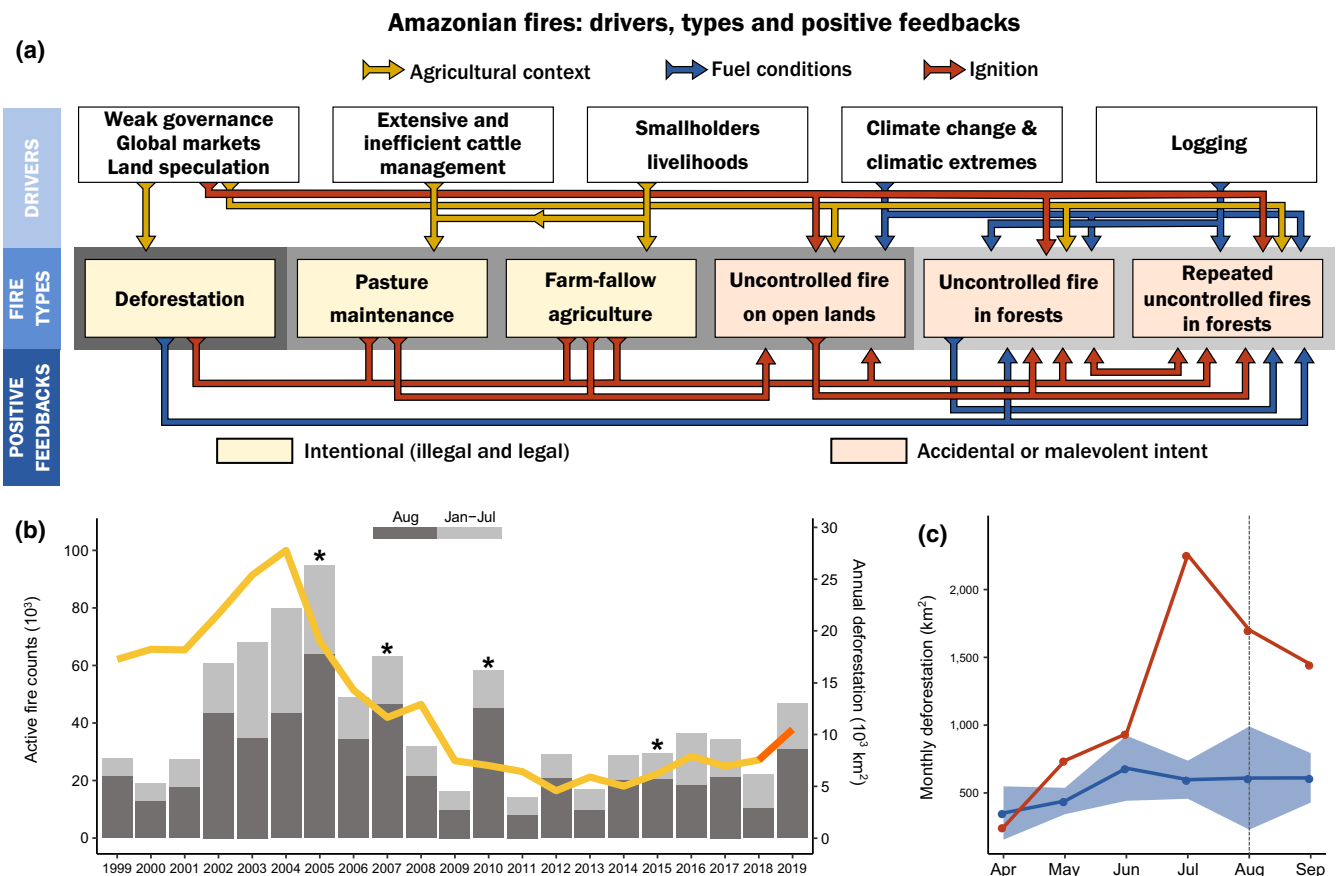 Amazonian fires: drivers, types and positive feedbacks
(a)
Agricultural context
Fuel conditions
Ignition
DRIVERS
Weak governance
Global markets
Land speculation
Extensive and
inefficient cattle
management
Smallholders
livelihoods
Climate change &
climatic extremes
Logging
FIRE
TYPES
Deforestation
Pasture
maintenance
Farm-fallow
agriculture
Uncontrolled fire
on open lands
Uncontrolled fire
in forests
Repeated
uncontrolled fires
in forests
POSITIVE
FEEDBACKS
Intentional (illegal and legal)
Accidental or malevolent intent
(b)
Aug
Jan–Jul
Active fire counts (10³)
100
80
60
40
20
0
*
*
*
*
30
25
20
15
10
5
0
Annual deforestation (10³ km²)
1999 2000 2001 2002 2003 2004 2005 2006 2007 2008 2009 2010 2011 2012 2013 2014 2015 2016 2017 2018 2019
(c)
Monthly deforestation (km²)
2,000
1,500
1,000
500
Apr May Jun Jul Aug Sep